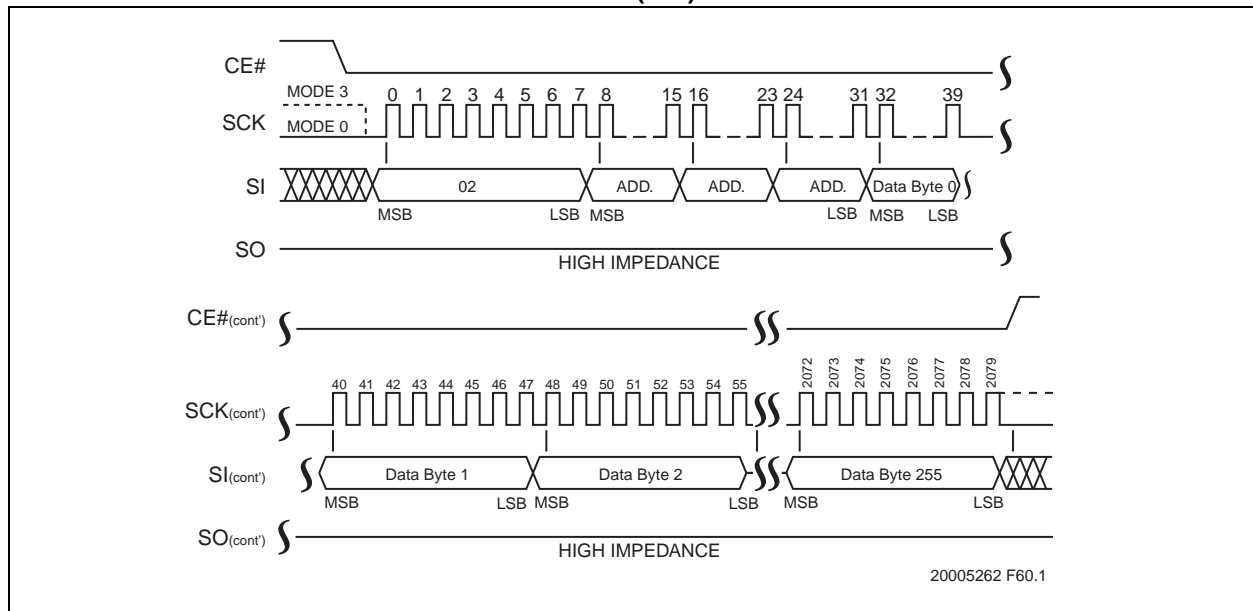 CE#
MODE 3
0 1 2 3 4 5 6 7 8 15 16 23 24 31 32 39
SCK
MODE 0
SI
02
ADD.
ADD.
ADD.
Data Byte 0
MSB LSB MSB LSB MSB LSB
SO
HIGH IMPEDANCE
CE#(cont')
40 41 42 43 44 45 46 47 48 49 50 51 52 53 54 55 2072 2073 2074 2075 2076 2077 2078 2079
SCK(cont')
SI(cont')
Data Byte 1
Data Byte 2
Data Byte 255
MSB LSB MSB LSB MSB LSB
SO(cont')
HIGH IMPEDANCE
20005262 F60.1